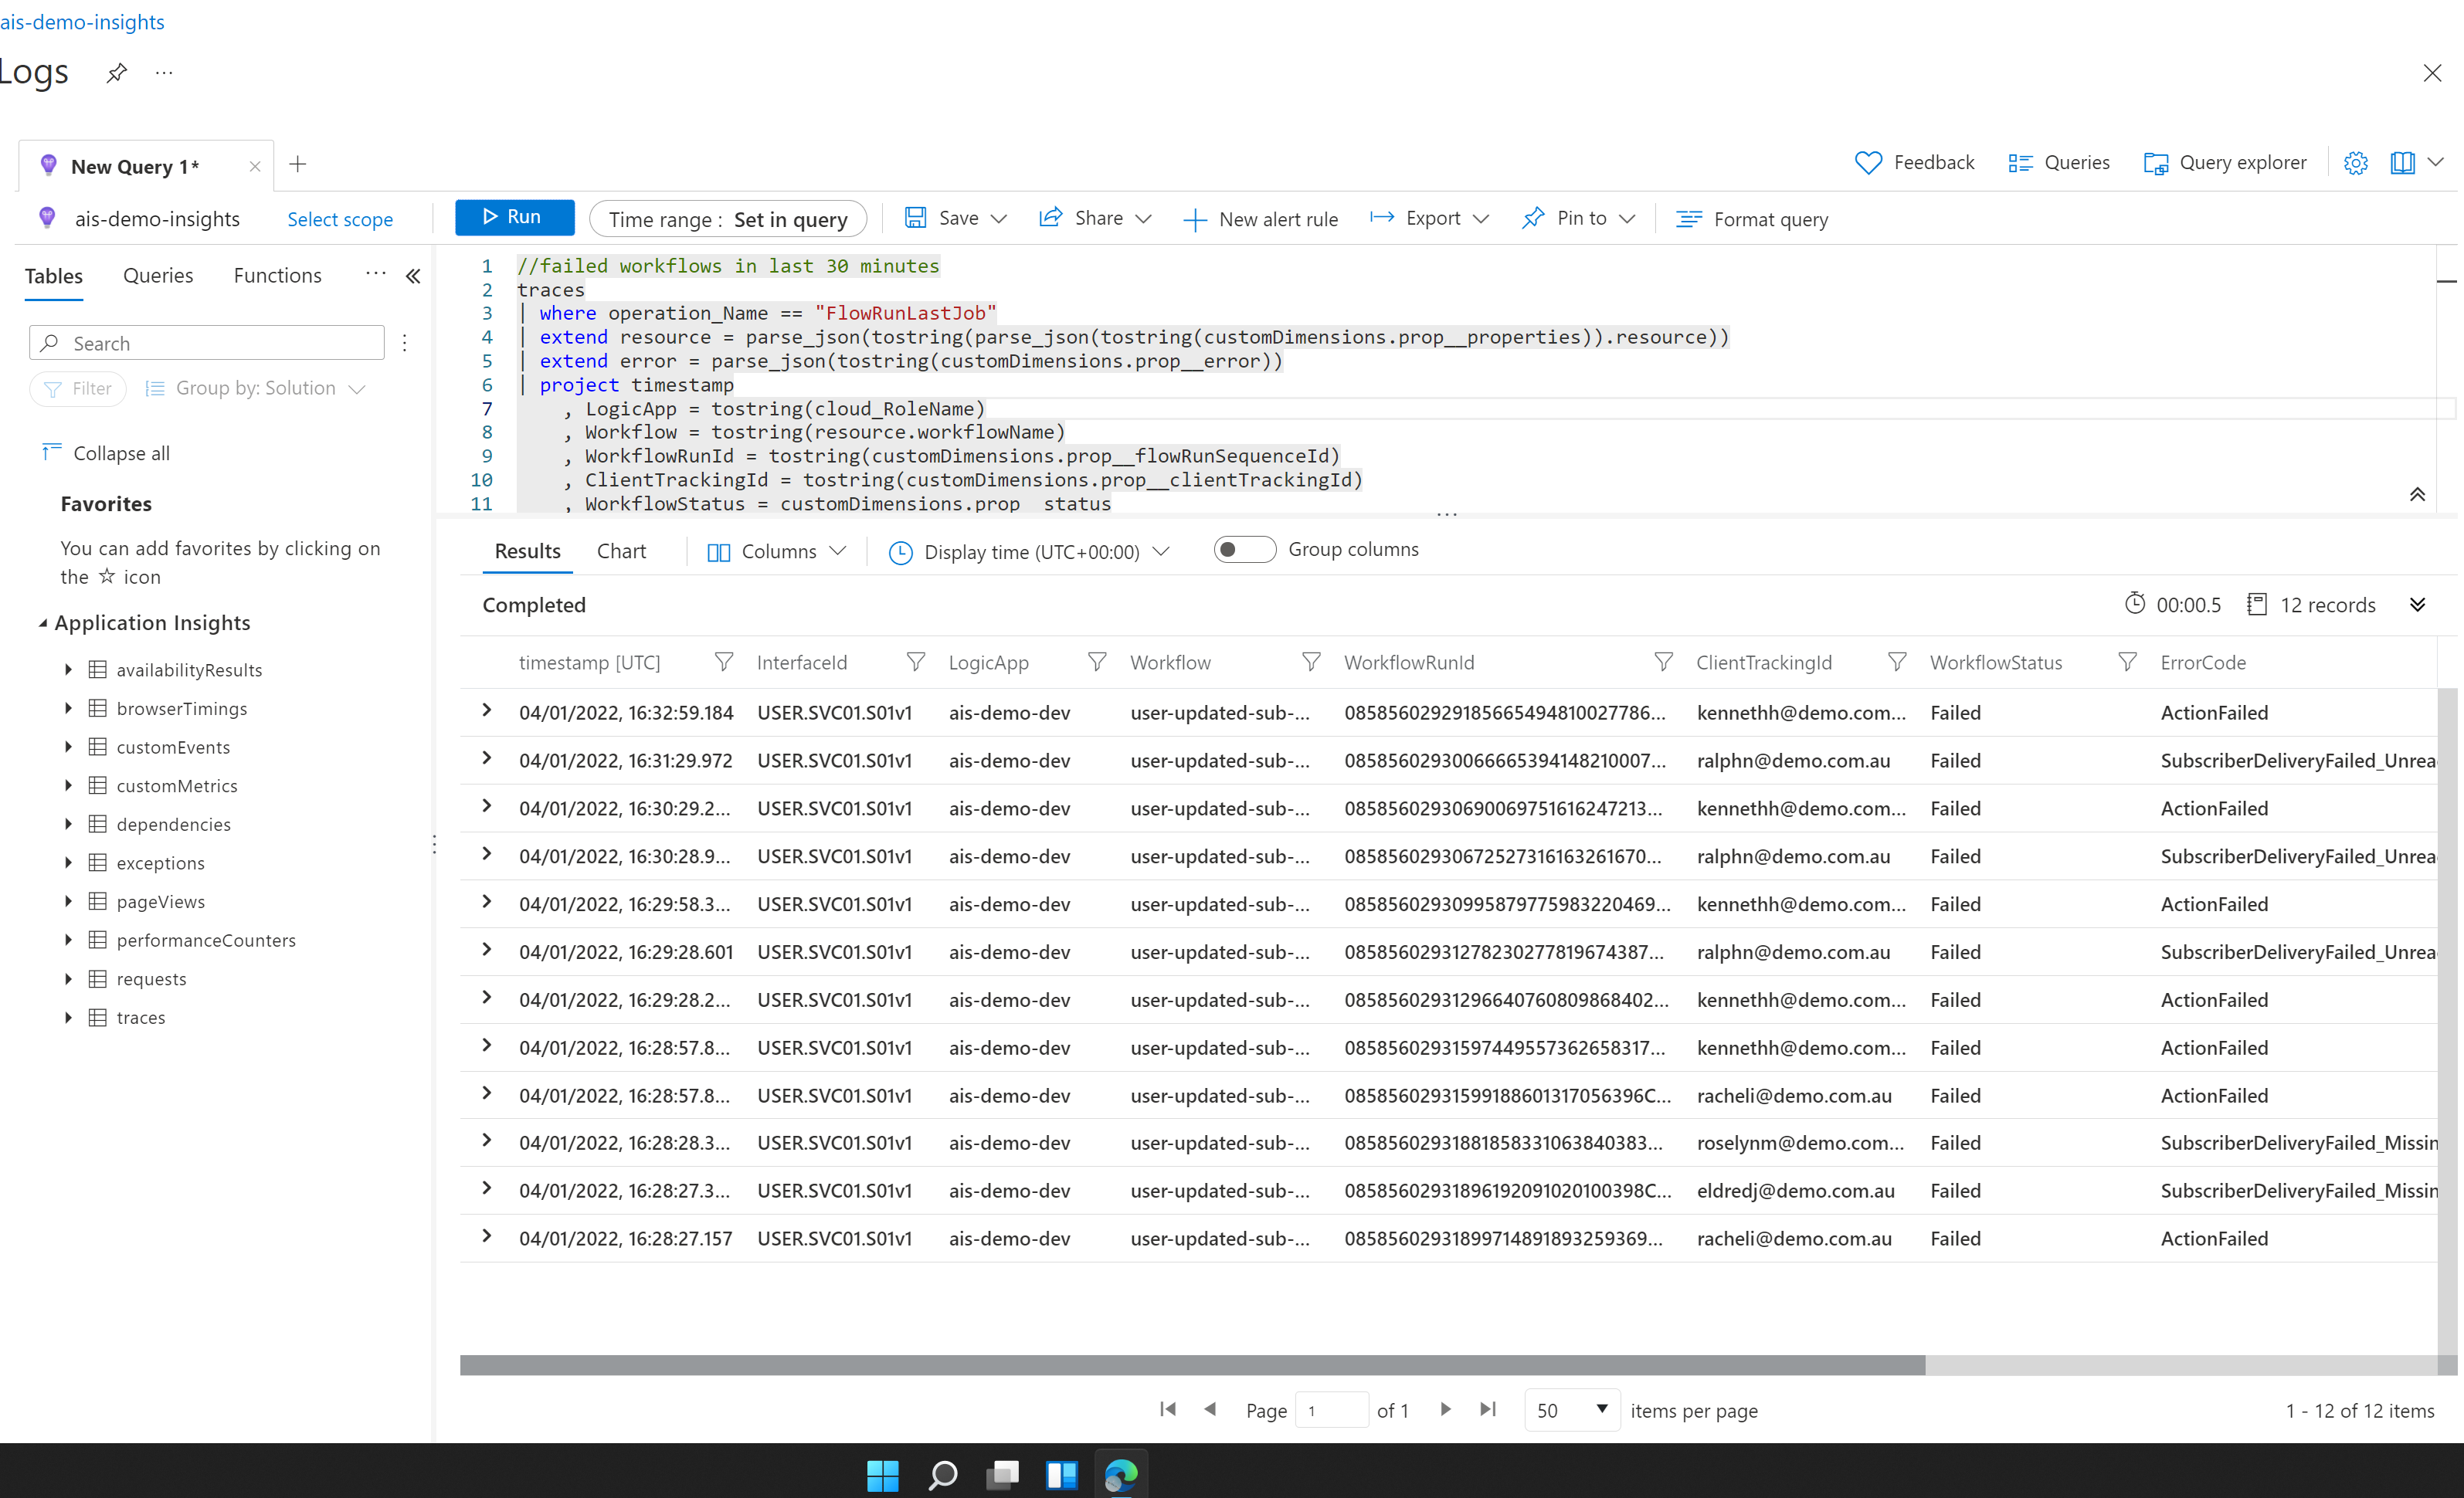 ais-demo-insights
Logs
New Query 1*
Feedback Queries Query explorer
ais-demo-insights Select scope Run Time range : Set in query Save Share New alert rule Export Pin to Format query
Tables Queries Functions
Search
Filter Group by: Solution
Collapse all
Favorites
You can add favorites by clicking on
the ☆ icon
Application Insights
availabilityResults
browserTimings
customEvents
customMetrics
dependencies
exceptions
pageViews
performanceCounters
requests
traces
1 //failed workflows in last 30 minutes
2 traces
3 | where operation_Name == "FlowRunLastJob"
4 | extend resource = parse_json(tostring(parse_json(tostring(customDimensions.prop__properties)).resource))
5 | extend error = parse_json(tostring(customDimensions.prop__error))
6 | project timestamp
7 , LogicApp = tostring(cloud_RoleName)
8 , Workflow = tostring(resource.workflowName)
9 , WorkflowRunId = tostring(customDimensions.prop__flowRunSequenceId)
10 , ClientTrackingId = tostring(customDimensions.prop__clientTrackingId)
11 , WorkflowStatus = customDimensions.prop__status
Results Chart Columns Display time (UTC+00:00) Group columns
Completed 00:00.5 12 records
timestamp [UTC] InterfaceId LogicApp Workflow WorkflowRunId ClientTrackingId WorkflowStatus ErrorCode
04/01/2022, 16:32:59.184 USER.SVC01.S01v1 ais-demo-dev user-updated-sub-... 08585602929185665494810027786... kennethh@demo.com... Failed ActionFailed
04/01/2022, 16:31:29.972 USER.SVC01.S01v1 ais-demo-dev user-updated-sub-... 08585602930066665394148210007... ralphn@demo.com.au Failed SubscriberDeliveryFailed_Unrea
04/01/2022, 16:30:29.2... USER.SVC01.S01v1 ais-demo-dev user-updated-sub-... 08585602930690069751616247213... kennethh@demo.com... Failed ActionFailed
04/01/2022, 16:30:28.9... USER.SVC01.S01v1 ais-demo-dev user-updated-sub-... 08585602930672527316163261670... ralphn@demo.com.au Failed SubscriberDeliveryFailed_Unrea
04/01/2022, 16:29:58.3... USER.SVC01.S01v1 ais-demo-dev user-updated-sub-... 08585602930995879775983220469... kennethh@demo.com... Failed ActionFailed
04/01/2022, 16:29:28.601 USER.SVC01.S01v1 ais-demo-dev user-updated-sub-... 08585602931278230277819674387... ralphn@demo.com.au Failed SubscriberDeliveryFailed_Unrea
04/01/2022, 16:29:28.2... USER.SVC01.S01v1 ais-demo-dev user-updated-sub-... 08585602931296640760809868402... kennethh@demo.com... Failed ActionFailed
04/01/2022, 16:28:57.8... USER.SVC01.S01v1 ais-demo-dev user-updated-sub-... 08585602931597449557362658317... kennethh@demo.com... Failed ActionFailed
04/01/2022, 16:28:57.8... USER.SVC01.S01v1 ais-demo-dev user-updated-sub-... 08585602931599188601317056396C... racheli@demo.com.au Failed ActionFailed
04/01/2022, 16:28:28.3... USER.SVC01.S01v1 ais-demo-dev user-updated-sub-... 08585602931881858331063840383... roselynm@demo.com... Failed SubscriberDeliveryFailed_Missin
04/01/2022, 16:28:27.3... USER.SVC01.S01v1 ais-demo-dev user-updated-sub-... 08585602931896192091020100398C... eldredj@demo.com.au Failed SubscriberDeliveryFailed_Missin
04/01/2022, 16:28:27.157 USER.SVC01.S01v1 ais-demo-dev user-updated-sub-... 08585602931899714891893259369... racheli@demo.com.au Failed ActionFailed
Page 1 of 1 50 items per page 1 - 12 of 12 items